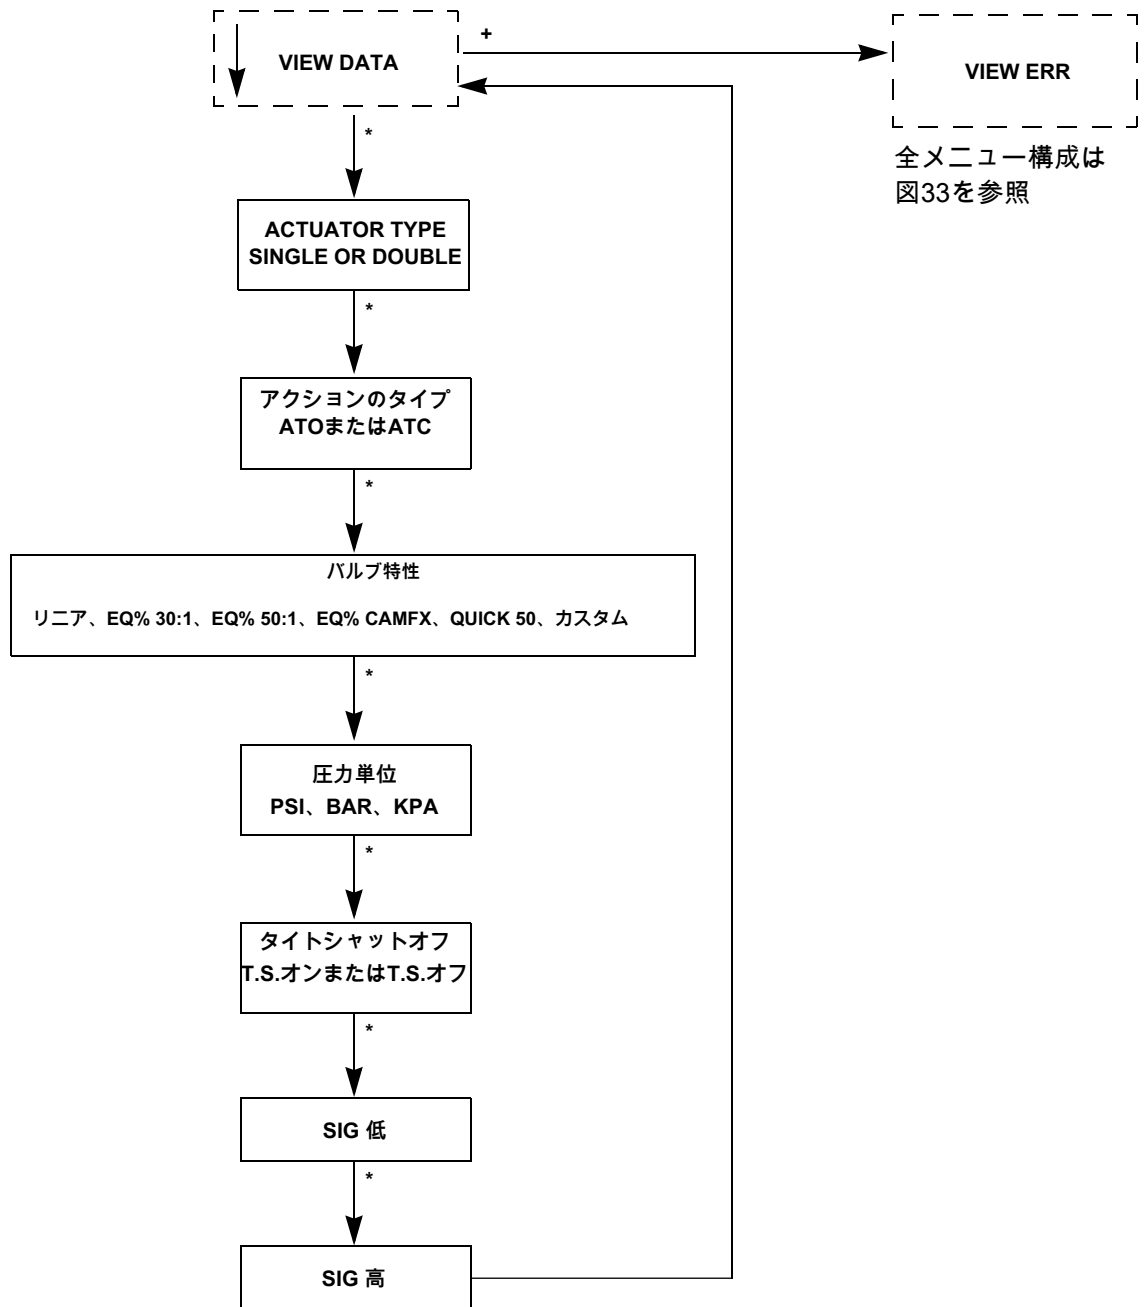 +
VIEW DATA
VIEW ERR
*
全メニュー構成は
図33を参照
ACTUATOR TYPE
SINGLE OR DOUBLE
*
アクションのタイプ
ATOまたはATC
*
バルブ特性
リニア、EQ% 30:1、EQ% 50:1、EQ% CAMFX、QUICK 50、カスタム
*
圧力単位
PSI、BAR、KPA
*
タイトシャットオフ
T.S.オンまたはT.S.オフ
*
SIG 低
*
SIG 高